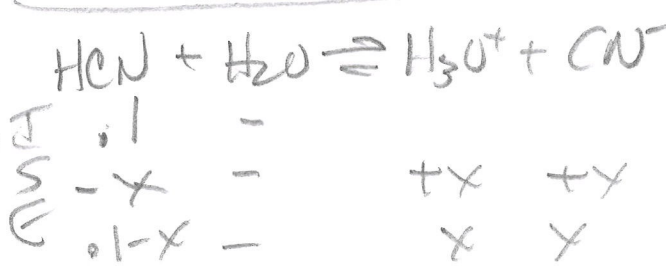 HCN + H2O ⇌ H3O+ + CN-
I .1 -
S -x - +x +x
E .1-x - x x